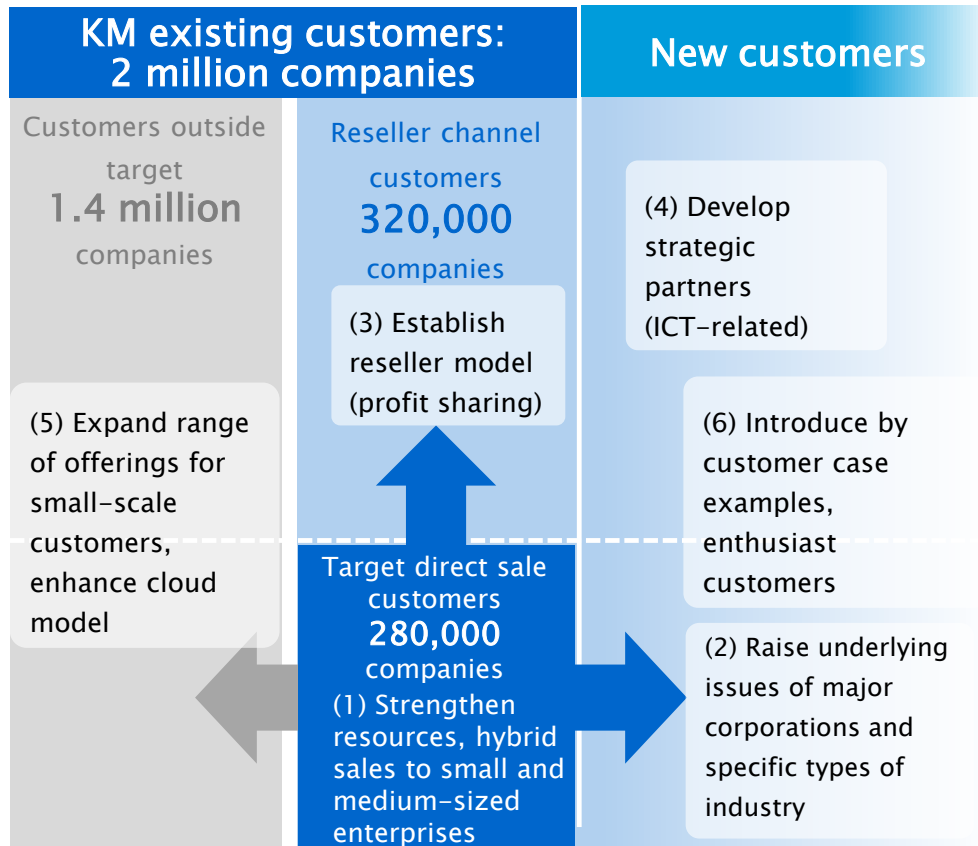 KM existing customers:
2 million companies
New customers
Customers outside
target
1.4 million
companies
Reseller channel
customers
320,000
companies
(3) Establish
reseller model
(profit sharing)
(4) Develop
strategic
partners
(ICT-related)
(5) Expand range
of offerings for
small-scale
customers,
enhance cloud
model
(6) Introduce by
customer case
examples,
enthusiast
customers
Target direct sale
customers
280,000
companies
(1) Strengthen
resources, hybrid
sales to small and
medium-sized
enterprises
(2) Raise underlying
issues of major
corporations and
specific types of
industry